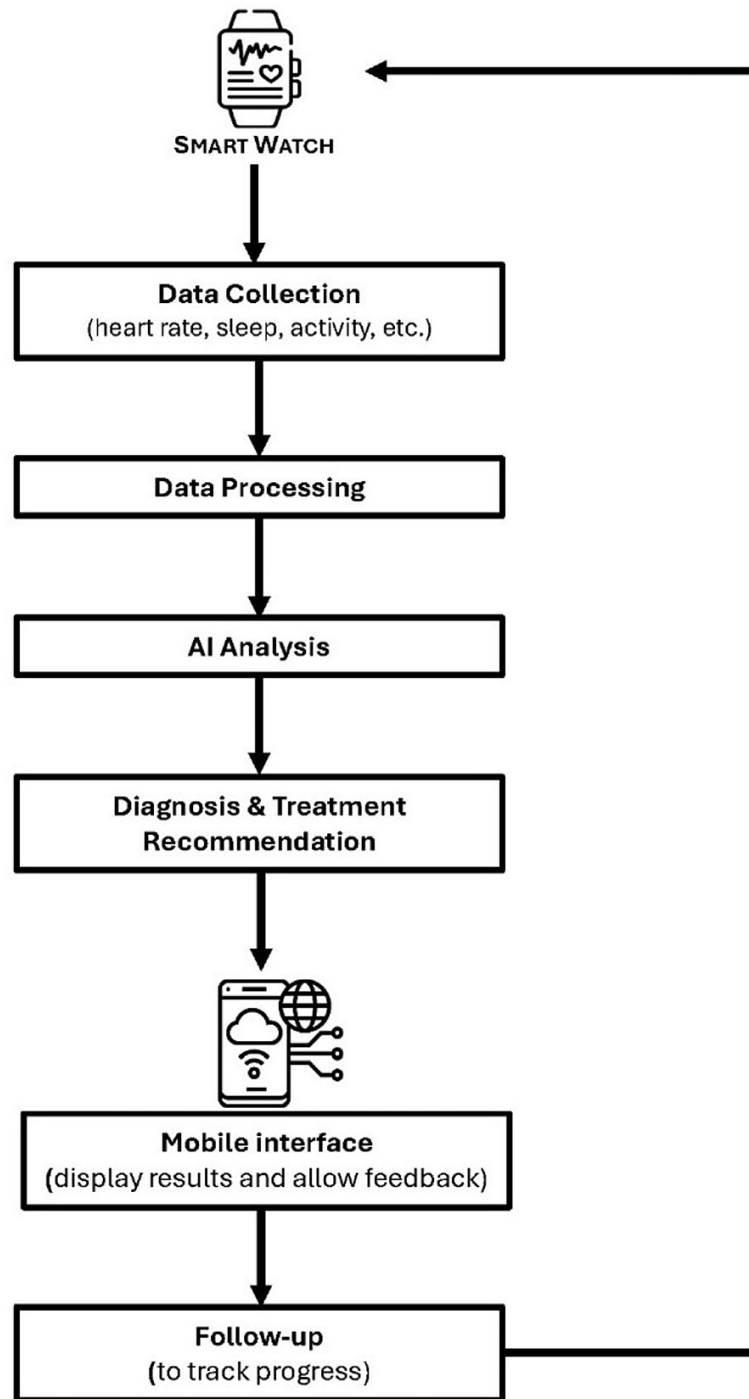 SMART WATCH
Data Collection
(heart rate, sleep, activity, etc.)
Data Processing
AI Analysis
Diagnosis & Treatment
Recommendation
Mobile interface
(display results and allow feedback)
Follow-up
(to track progress)